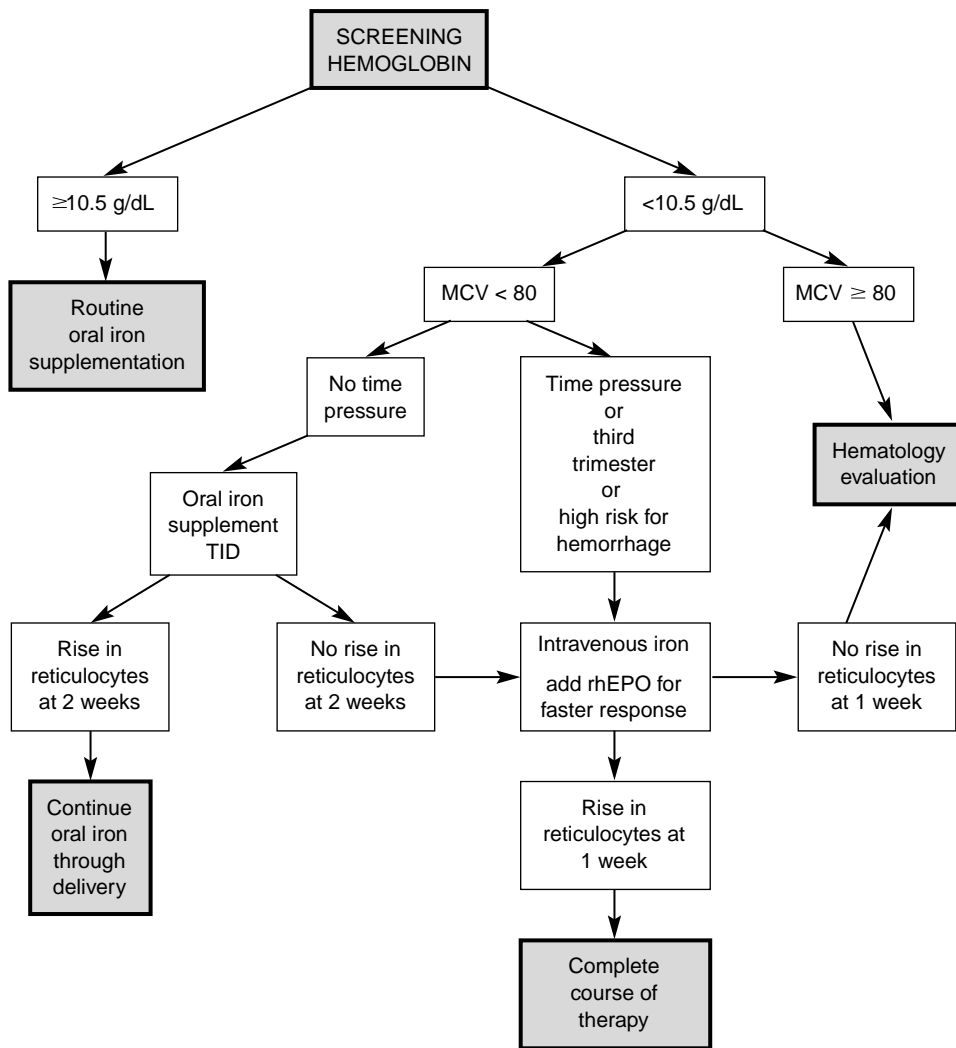 SCREENING
HEMOGLOBIN
≥10.5 g/dL
<10.5 g/dL
Routine
oral iron
supplementation
MCV < 80
MCV ≥ 80
No time
pressure
Time pressure
or
third
trimester
or
high risk for
hemorrhage
Hematology
evaluation
Oral iron
supplement
TID
Rise in
reticulocytes
at 2 weeks
No rise in
reticulocytes
at 2 weeks
Intravenous iron
add rhEPO for
faster response
No rise in
reticulocytes
at 1 week
Continue
oral iron
through
delivery
Rise in
reticulocytes at
1 week
Complete
course of
therapy